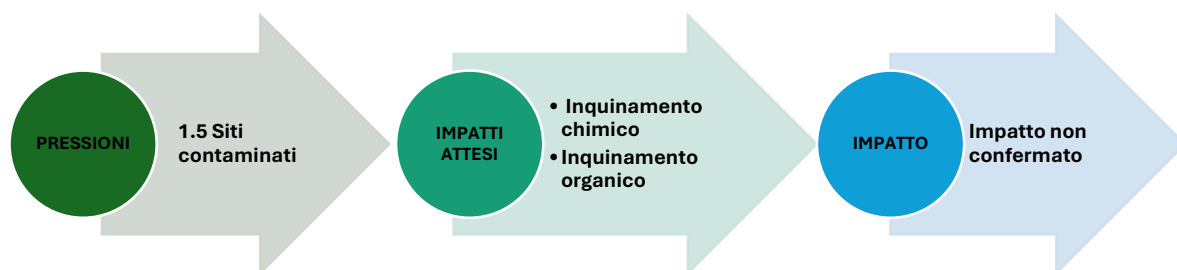 PRESSIONI
1.5 Siti
contaminati
IMPATTI
ATTESI
• Inquinamento
chimico
• Inquinamento
organico
IMPATTO
Impatto non
confermato